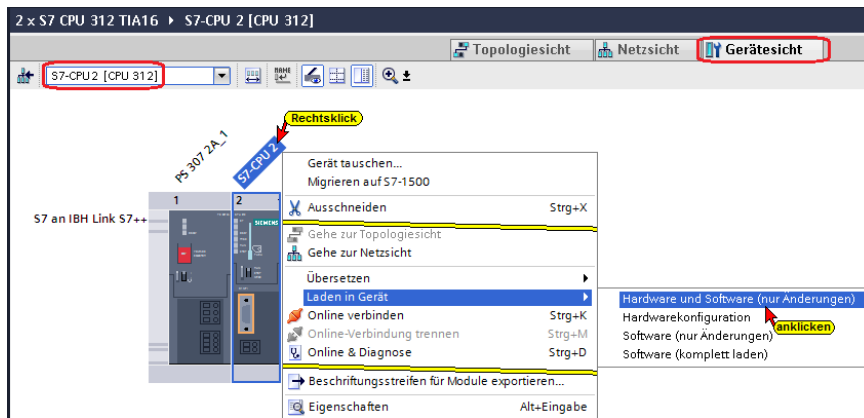 2 x S7 CPU 312 TIA16 ▸ S7-CPU 2 [CPU 312]
Topologiesicht Netzsicht Gerätesicht
S7-CPU 2 [CPU 312]
Rechtsklick
PS 307 2A_1
S7-CPU 2
Gerät tauschen...
Migrieren auf S7-1500
1 2
Ausschneiden Strg+X
S7 an IBH Link S7++
SIEMENS
Gehe zur Topologiesicht
Gehe zur Netzsicht
Übersetzen
Laden in Gerät
Hardware und Software (nur Änderungen)
Online verbinden Strg+K
Hardwarekonfiguration
anklicken
Online-Verbindung trennen Strg+M
Software (nur Änderungen)
Online & Diagnose Strg+D
Software (komplett laden)
Beschriftungsstreifen für Module exportieren...
Eigenschaften Alt+Eingabe